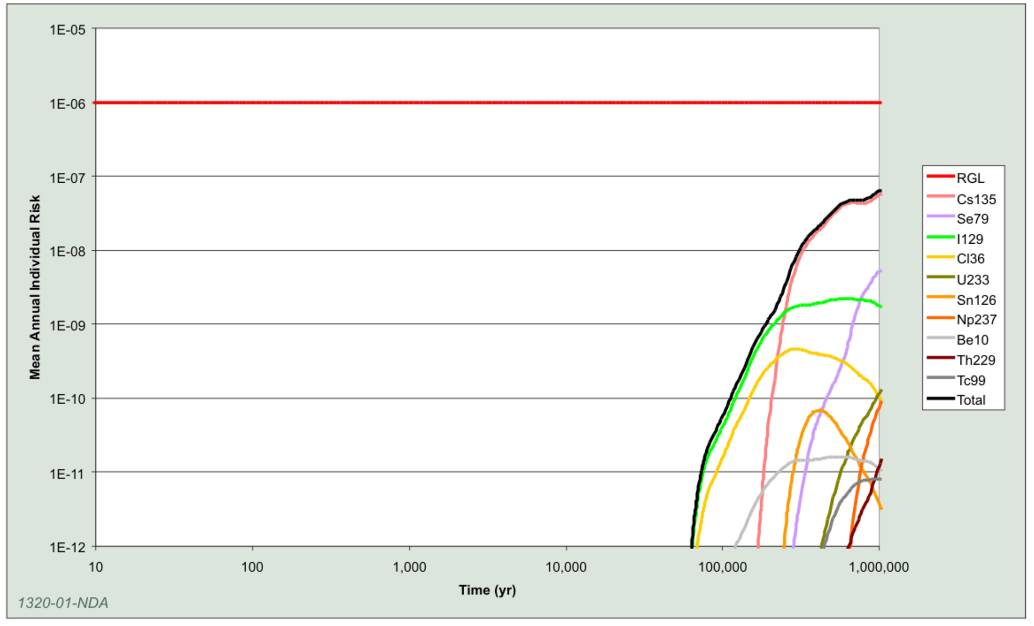 1E-05
1E-06
1E-07
1E-08
1E-09
1E-10
1E-11
1E-12
Mean Annual Individual Risk
10
100
1,000
10,000
100,000
1,000,000
Time (yr)
RGL
Cs135
Se79
I129
Cl36
U233
Sn126
Np237
Be10
Th229
Tc99
Total
1320-01-NDA